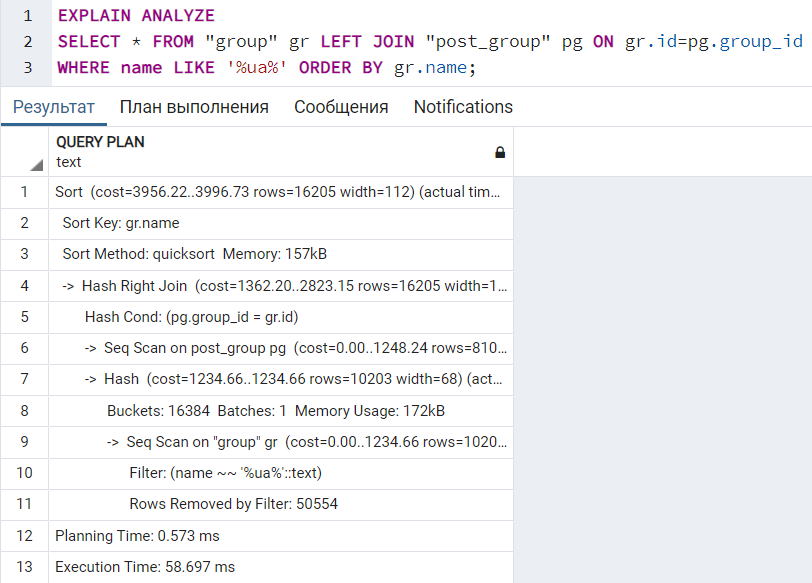 1 EXPLAIN ANALYZE
2 SELECT * FROM "group" gr LEFT JOIN "post_group" pg ON gr.id=pg.group_id
3 WHERE name LIKE '%ua%' ORDER BY gr.name;
Результат План выполнения Сообщения Notifications
QUERY PLAN
text
1 Sort (cost=3956.22..3996.73 rows=16205 width=112) (actual tim...
2 Sort Key: gr.name
3 Sort Method: quicksort Memory: 157kB
4 -> Hash Right Join (cost=1362.20..2823.15 rows=16205 width=1...
5 Hash Cond: (pg.group_id = gr.id)
6 -> Seq Scan on post_group pg (cost=0.00..1248.24 rows=810...
7 -> Hash (cost=1234.66..1234.66 rows=10203 width=68) (act...
8 Buckets: 16384 Batches: 1 Memory Usage: 172kB
9 -> Seq Scan on "group" gr (cost=0.00..1234.66 rows=1020...
10 Filter: (name ~~ '%ua%'::text)
11 Rows Removed by Filter: 50554
12 Planning Time: 0.573 ms
13 Execution Time: 58.697 ms